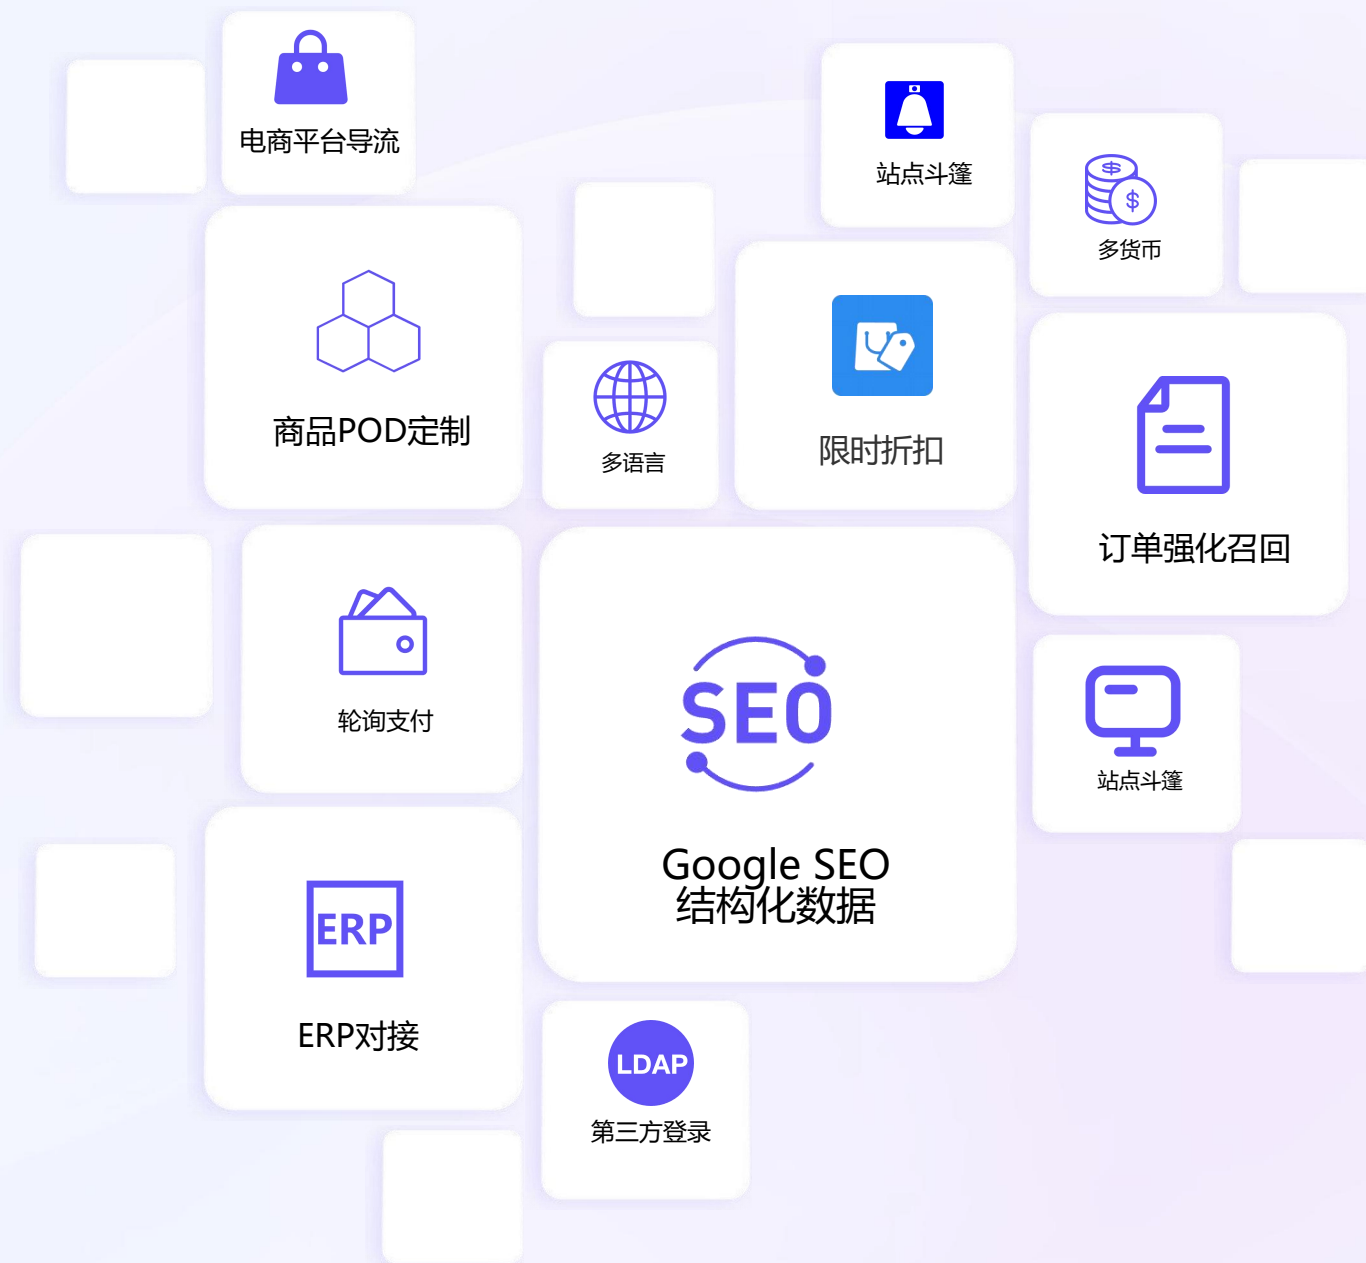 电商平台导流
站点斗篷
$
$
多货币
商品POD定制
多语言
限时折扣
订单强化召回
轮询支付
SEO
Google SEO
结构化数据
站点斗篷
ERP
ERP对接
LDAP
第三方登录